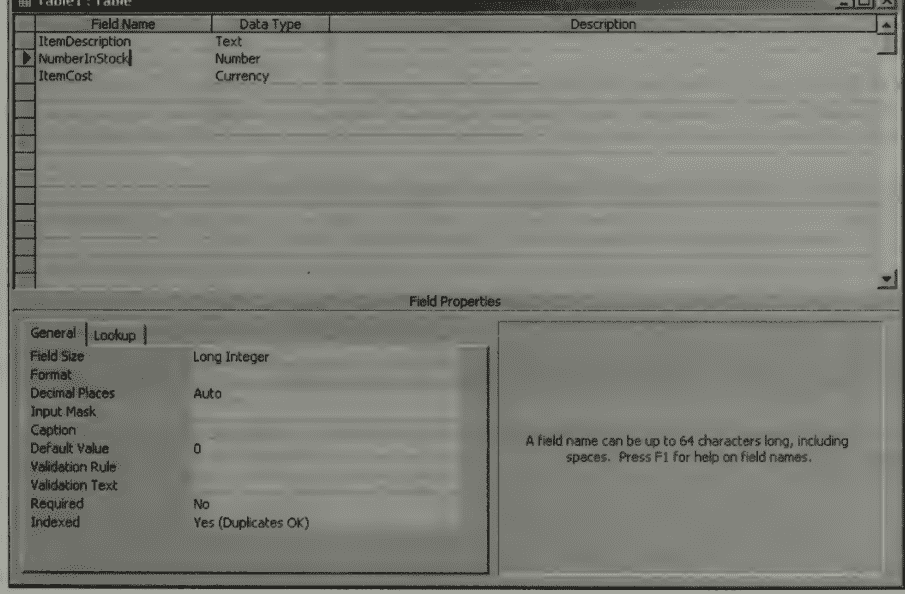 Table1 : Table
Field Name Data Type Description
ItemDescription Text
NumberInStock Number
ItemCost Currency
Field Properties
General Lookup
Field Size Long Integer
Format
Decimal Places Auto
Input Mask
Caption
Default Value 0
Validation Rule
Validation Text
Required No
Indexed Yes (Duplicates OK)
A field name can be up to 64 characters long, including
spaces. Press F1 for help on field names.